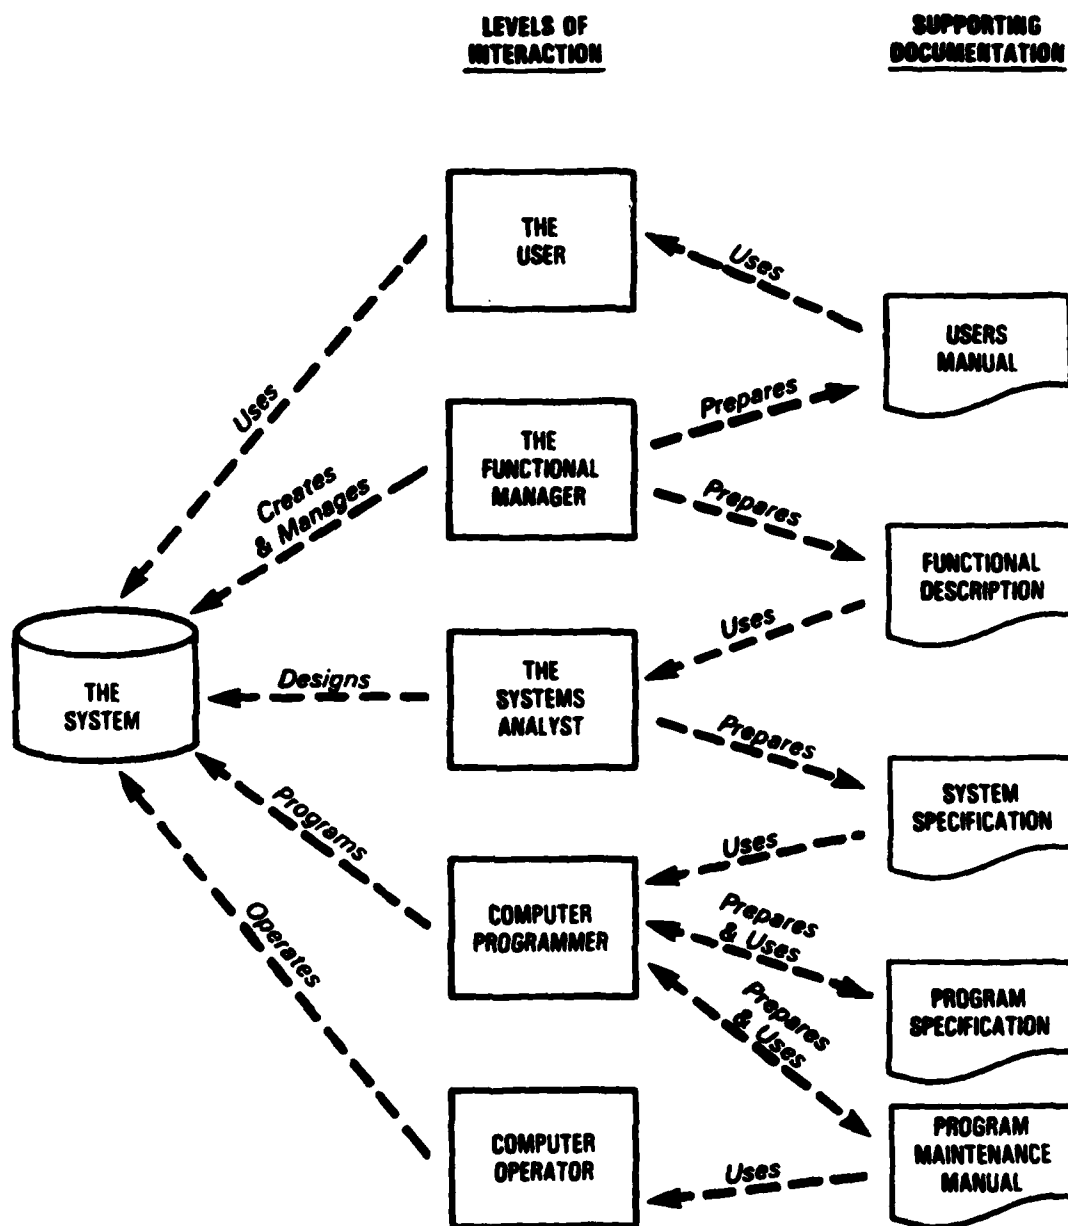 LEVELS OF
INTERACTION
SUPPORTING
DOCUMENTATION
THE
USER
Uses
USERS
MANUAL
Uses
Prepares
THE
FUNCTIONAL
MANAGER
Creates
& Manages
Prepares
FUNCTIONAL
DESCRIPTION
Uses
THE
SYSTEM
Designs
THE
SYSTEMS
ANALYST
Prepares
SYSTEM
SPECIFICATION
Programs
Uses
COMPUTER
PROGRAMMER
Prepares
& Uses
PROGRAM
SPECIFICATION
Operates
Prepares
& Uses
COMPUTER
OPERATOR
Uses
PROGRAM
MAINTENANCE
MANUAL